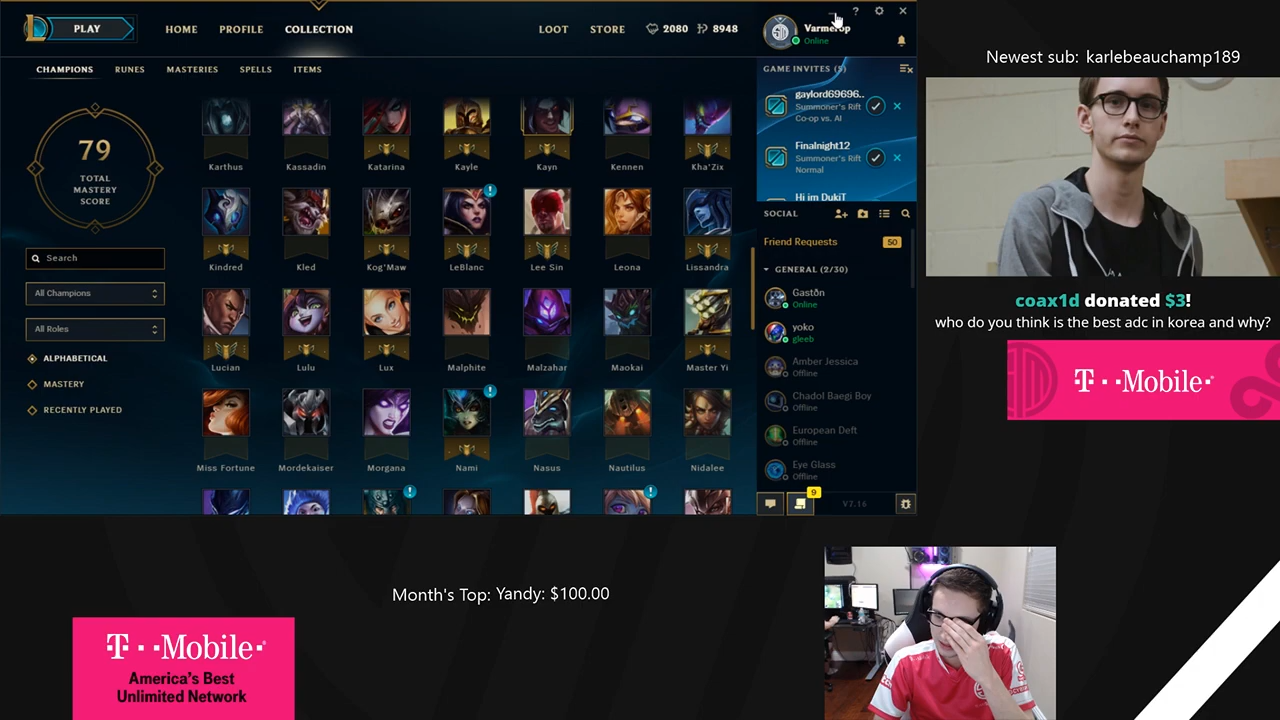 PLAY
HOME
PROFILE
COLLECTION
LOOT
STORE
2080
8948
Varmerop
Online
?
CHAMPIONS
RUNES
MASTERIES
SPELLS
ITEMS
79
TOTAL
MASTERY
SCORE
Search
All Champions
All Roles
ALPHABETICAL
MASTERY
RECENTLY PLAYED
Karthus
Kassadin
Katarina
Kayle
Kayn
Kennen
Kha'Zix
Kindred
Kled
Kog'Maw
LeBlanc
Lee Sin
Leona
Lissandra
Lucian
Lulu
Lux
Malphite
Malzahar
Maokai
Master Yi
Miss Fortune
Mordekaiser
Morgana
Nami
Nasus
Nautilus
Nidalee
GAME INVITES
gaylord69696..
Summoner's Rift
Co-op vs. AI
Finalnight12
Summoner's Rift
Normal
Hi im DukiT
SOCIAL
Friend Requests
50
GENERAL (2/30)
Gastðn
Online
yoko
gleeb
Amber Jessica
Offline
Chadol Baegi Boy
Offline
European Deft
Offline
Eye Glass
Offline
9
V7.16
Newest sub: karlebeauchamp189
coax1d donated $3!
who do you think is the best adc in korea and why?
T··Mobile·
Month's Top: Yandy: $100.00
T··Mobile·
America's Best
Unlimited Network